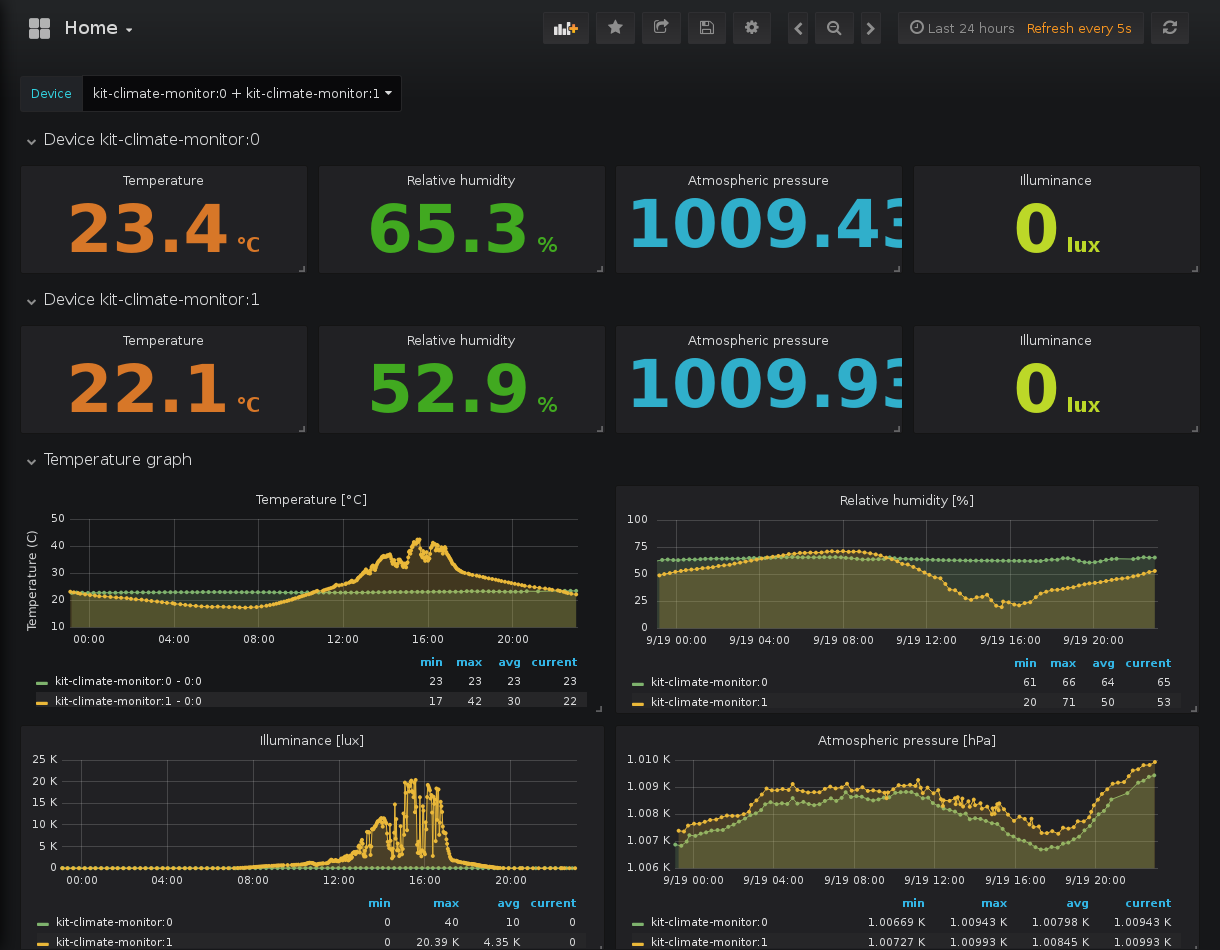 Home
Last 24 hours Refresh every 5s
Device kit-climate-monitor:0 + kit-climate-monitor:1
Device kit-climate-monitor:0
Temperature Relative humidity Atmospheric pressure Illuminance
23.4 °C 65.3 % 1009.43 0 lux
Device kit-climate-monitor:1
Temperature Relative humidity Atmospheric pressure Illuminance
22.1 °C 52.9 % 1009.93 0 lux
Temperature graph
Temperature [°C]
Temperature (C)
50
40
30
20
10
00:00 04:00 08:00 12:00 16:00 20:00
min max avg current
kit-climate-monitor:0 - 0:0 23 23 23 23
kit-climate-monitor:1 - 0:0 17 42 30 22
Relative humidity [%]
100
75
50
25
0
9/19 00:00 9/19 04:00 9/19 08:00 9/19 12:00 9/19 16:00 9/19 20:00
min max avg current
kit-climate-monitor:0 61 66 64 65
kit-climate-monitor:1 20 71 50 53
Illuminance [lux]
25 K
20 K
15 K
10 K
5 K
0
00:00 04:00 08:00 12:00 16:00 20:00
min max avg current
kit-climate-monitor:0 0 40 10 0
kit-climate-monitor:1 0 20.39 K 4.35 K 0
Atmospheric pressure [hPa]
1.010 K
1.009 K
1.008 K
1.007 K
1.006 K
9/19 00:00 9/19 04:00 9/19 08:00 9/19 12:00 9/19 16:00 9/19 20:00
min max avg current
kit-climate-monitor:0 1.00669 K 1.00943 K 1.00798 K 1.00943 K
kit-climate-monitor:1 1.00727 K 1.00993 K 1.00845 K 1.00993 K